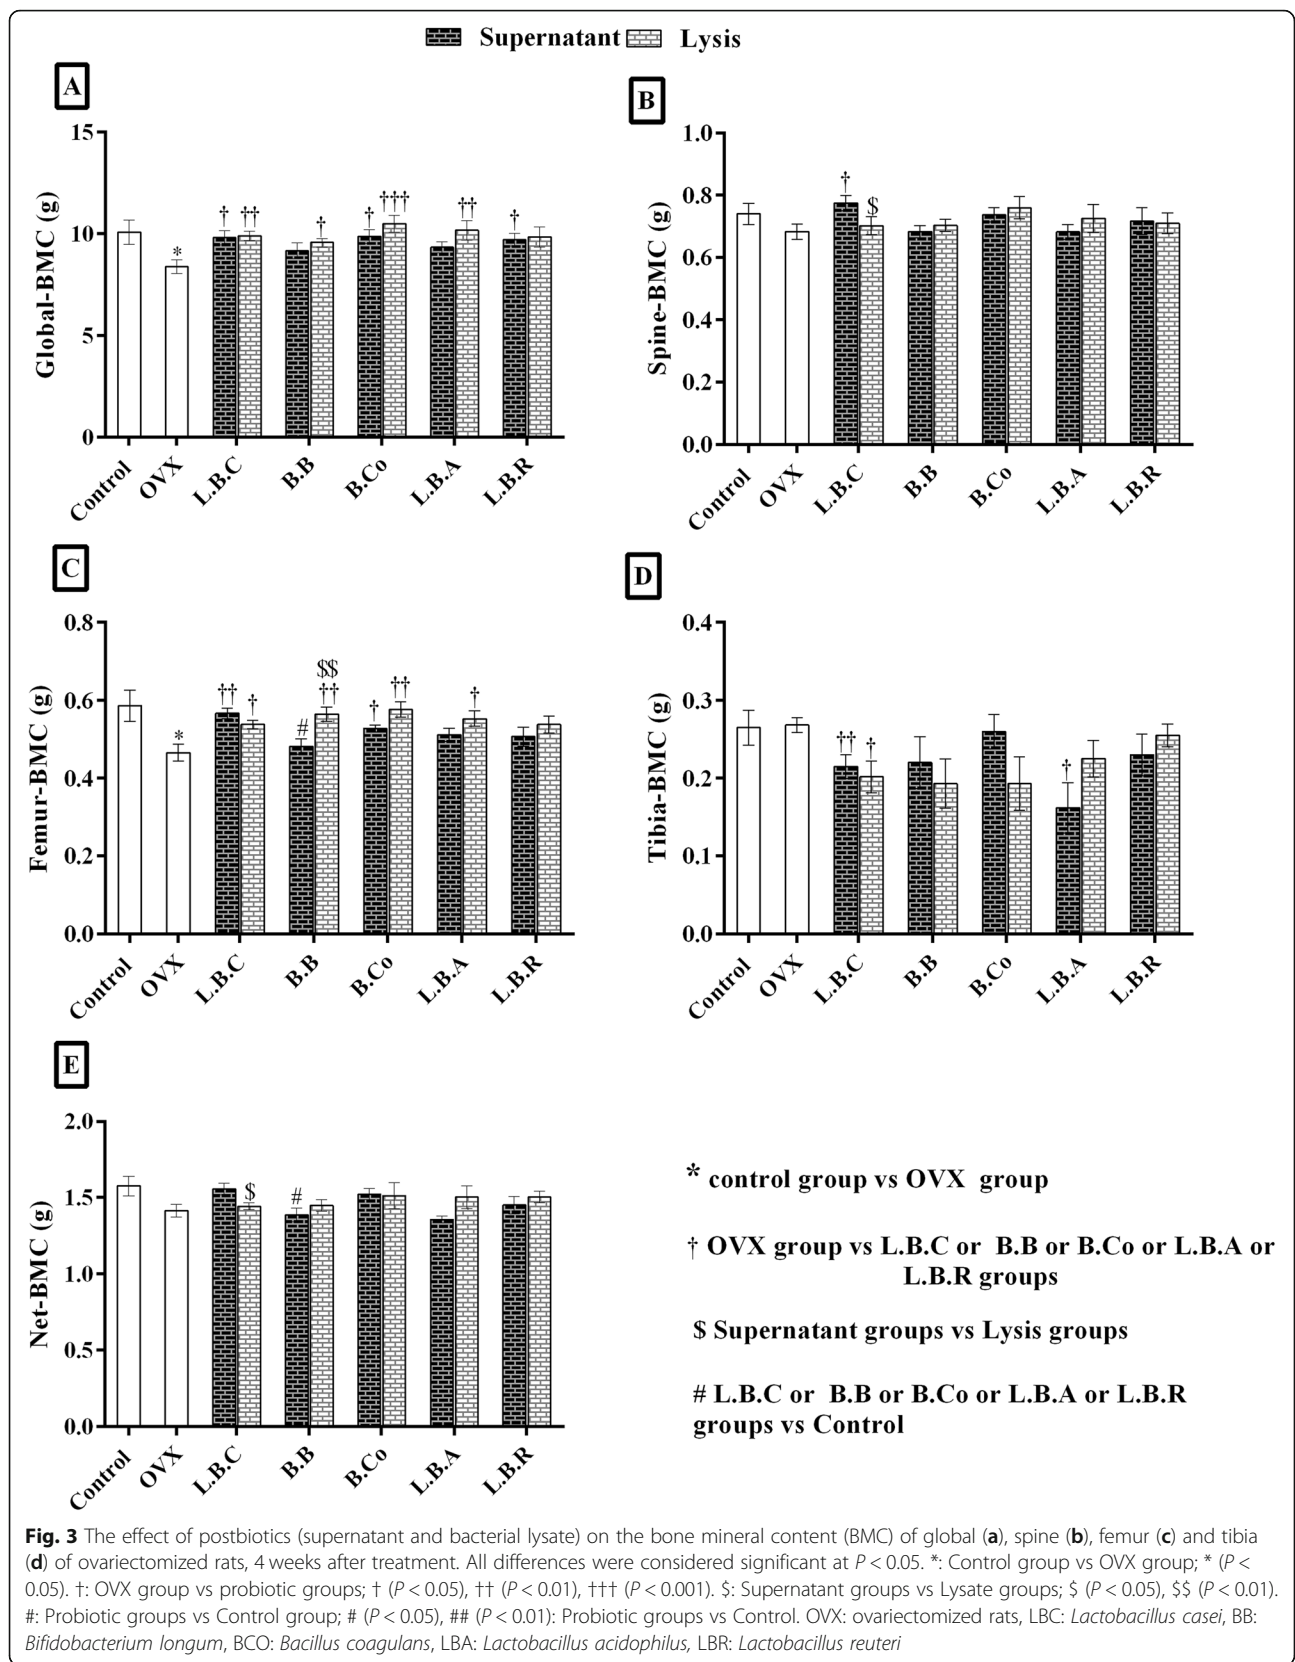 Supernatant Lysis
A
15
10
5
0
Global-BMC (g)
*
†
††
†
†
†††
††
†
Control
OVX
L.B.C
B.B
B.Co
L.B.A
L.B.R
B
1.0
0.8
0.6
0.4
0.2
0.0
Spine-BMC (g)
†
$
Control
OVX
L.B.C
B.B
B.Co
L.B.A
L.B.R
C
0.8
0.6
0.4
0.2
0.0
Femur-BMC (g)
*
††
†
#
$$
††
†
††
†
Control
OVX
L.B.C
B.B
B.Co
L.B.A
L.B.R
D
0.4
0.3
0.2
0.1
0.0
Tibia-BMC (g)
††
†
†
Control
OVX
L.B.C
B.B
B.Co
L.B.A
L.B.R
E
2.0
1.5
1.0
0.5
0.0
Net-BMC (g)
$
#
Control
OVX
L.B.C
B.B
B.Co
L.B.A
L.B.R
* control group vs OVX group
† OVX group vs L.B.C or B.B or B.Co or L.B.A or
L.B.R groups
$ Supernatant groups vs Lysis groups
# L.B.C or B.B or B.Co or L.B.A or L.B.R
groups vs Control
Fig. 3 The effect of postbiotics (supernatant and bacterial lysate) on the bone mineral content (BMC) of global (a), spine (b), femur (c) and tibia
(d) of ovariectomized rats, 4 weeks after treatment. All differences were considered significant at P < 0.05. *: Control group vs OVX group; * (P <
0.05). †: OVX group vs probiotic groups; † (P < 0.05), †† (P < 0.01), ††† (P < 0.001). $: Supernatant groups vs Lysate groups; $ (P < 0.05), $$ (P < 0.01).
#: Probiotic groups vs Control group; # (P < 0.05), ## (P < 0.01): Probiotic groups vs Control. OVX: ovariectomized rats, LBC: Lactobacillus casei, BB:
Bifidobacterium longum, BCO: Bacillus coagulans, LBA: Lactobacillus acidophilus, LBR: Lactobacillus reuteri